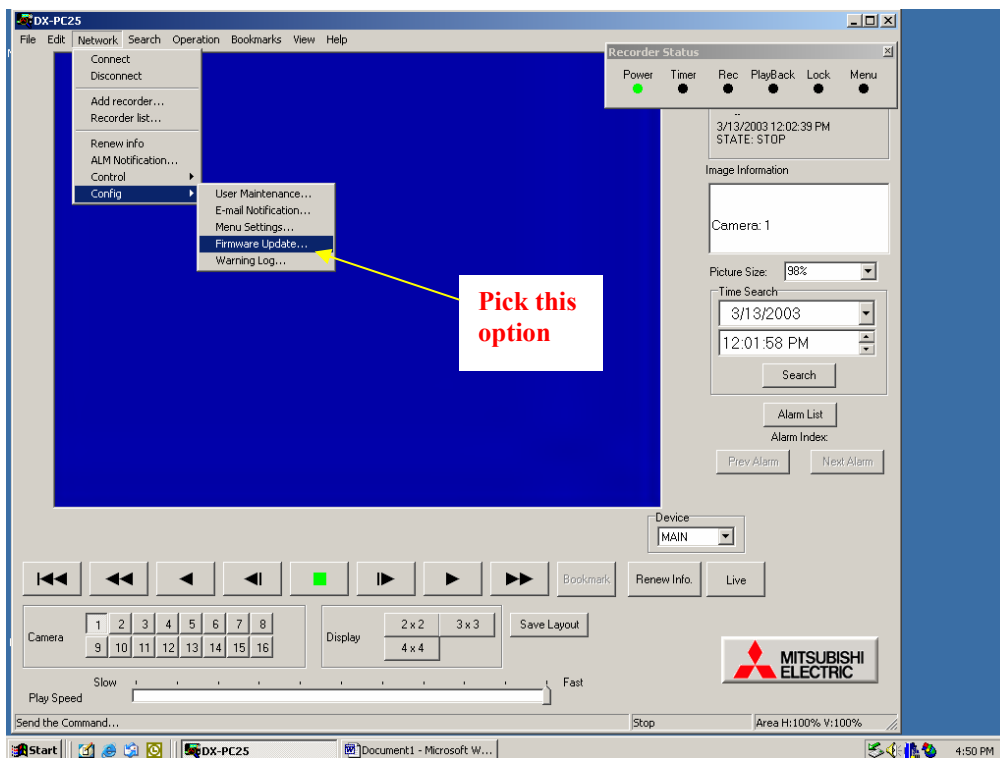 DX-PC25
File Edit Network Search Operation Bookmarks View Help
Connect
Disconnect
Add recorder...
Recorder list...
Renew info
ALM Notification...
Control
Config
User Maintenance...
E-mail Notification...
Menu Settings...
Firmware Update...
Warning Log...
Pick this
option
Recorder Status
Power Timer Rec PlayBack Lock Menu
3/13/2003 12:02:39 PM
STATE: STOP
Image Information
Camera: 1
Picture Size: 98%
Time Search
3/13/2003
12:01:58 PM
Search
Alarm List
Alarm Index:
Prev Alarm Next Alarm
Device
MAIN
Bookmark Renew Info. Live
Camera
1 2 3 4 5 6 7 8
9 10 11 12 13 14 15 16
Display
2 x 2 3 x 3
4 x 4
Save Layout
MITSUBISHI
ELECTRIC
Slow Fast
Play Speed
Send the Command... Stop Area H:100% V:100%
Start DX-PC25 Document1 - Microsoft W... 4:50 PM